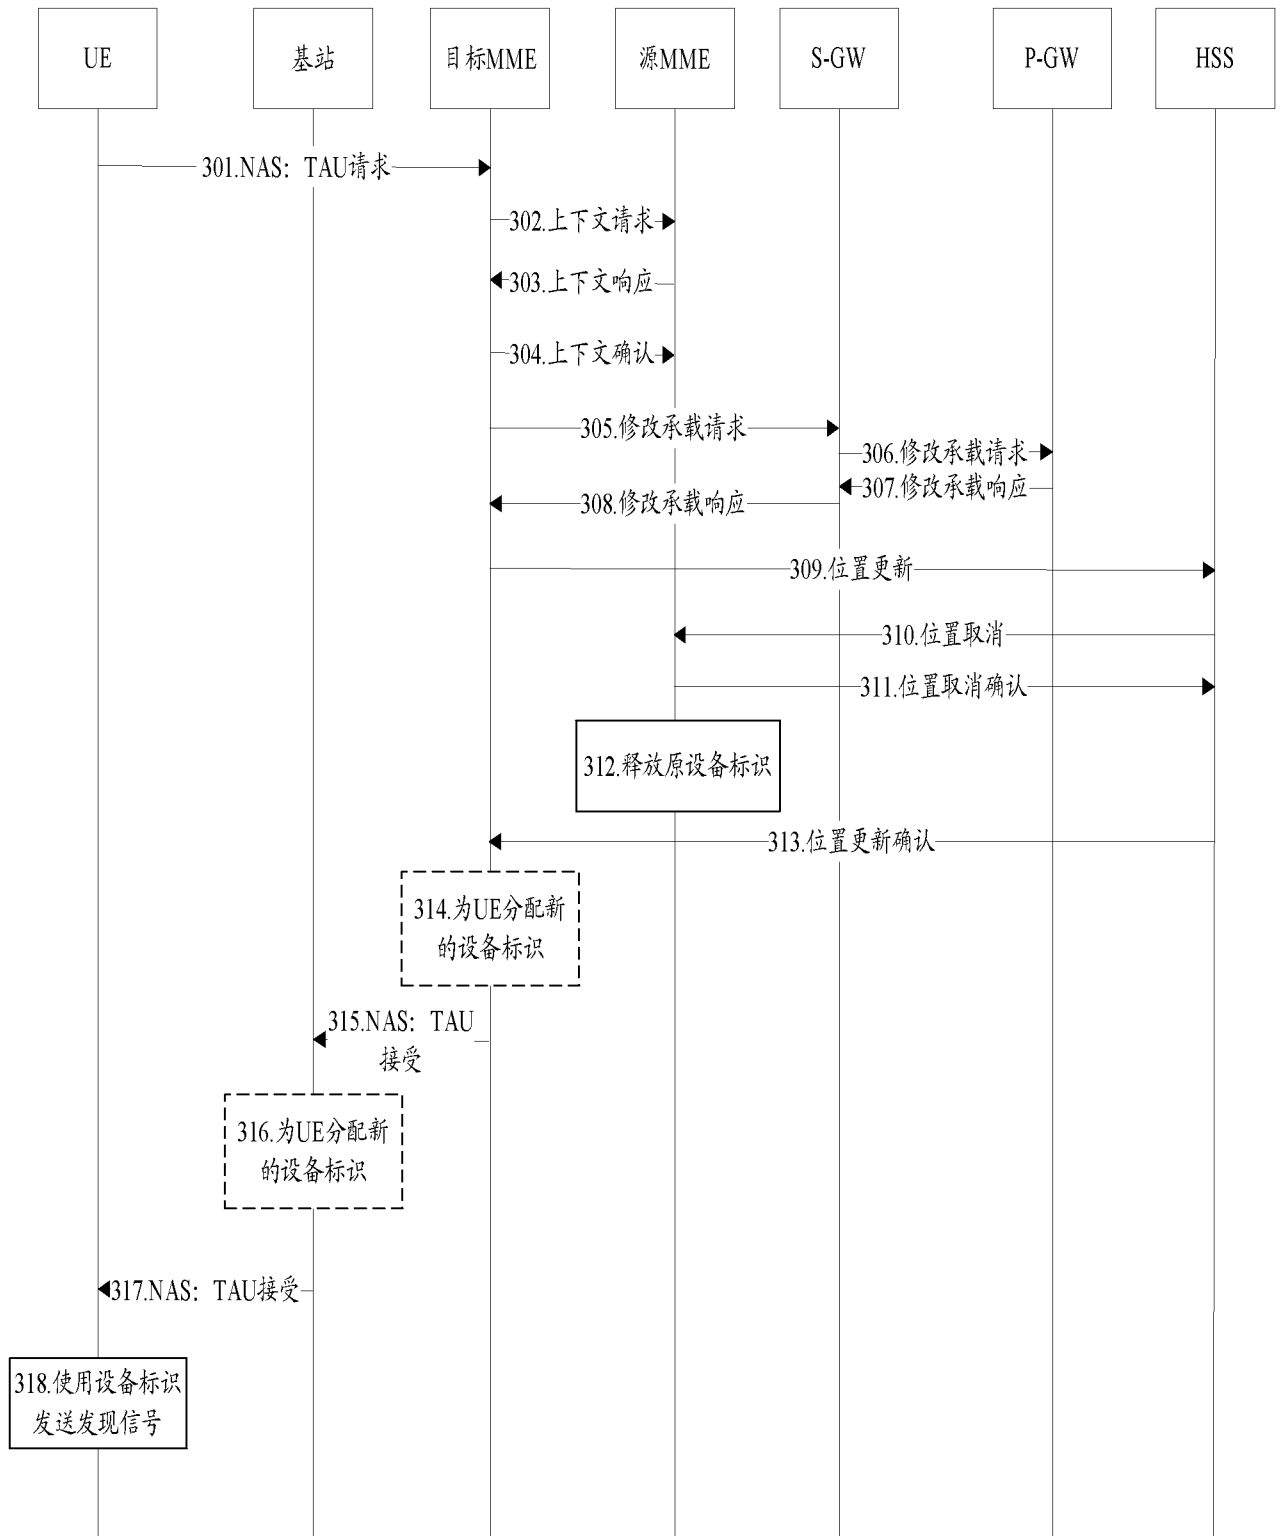 UE
基站
目标MME
源MME
S-GW
P-GW
HSS
301.NAS：TAU请求
302.上下文请求
303.上下文响应
304.上下文确认
305.修改承载请求
306.修改承载请求
307.修改承载响应
308.修改承载响应
309.位置更新
310.位置取消
311.位置取消确认
312.释放原设备标识
313.位置更新确认
314.为UE分配新
的设备标识
315.NAS：TAU
接受
316.为UE分配新
的设备标识
317.NAS：TAU接受
318.使用设备标识
发送发现信号